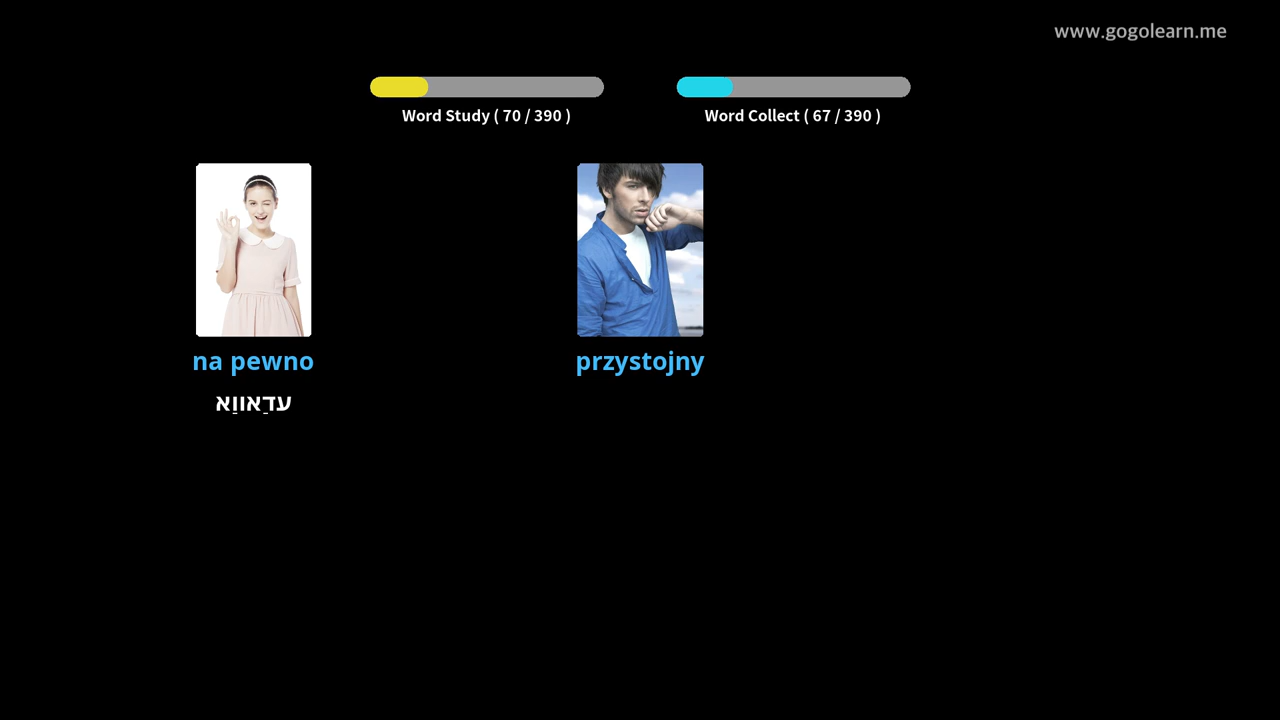 www.gogolearn.me
Word Study ( 70 / 390 )
Word Collect ( 67 / 390 )
na pewno
przystojny
עדַאווַא